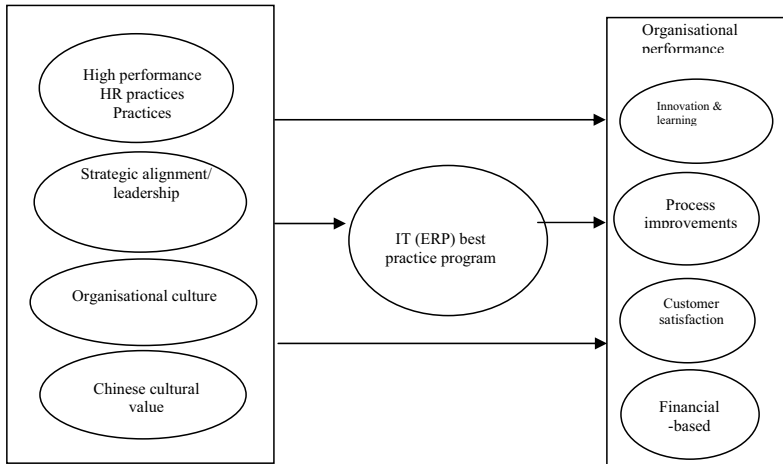 High performance
HR practices
Practices
Strategic alignment/
leadership
Organisational culture
Chinese cultural
value
IT (ERP) best
practice program
Organisational
performance
Innovation &
learning
Process
improvements
Customer
satisfaction
Financial
-based